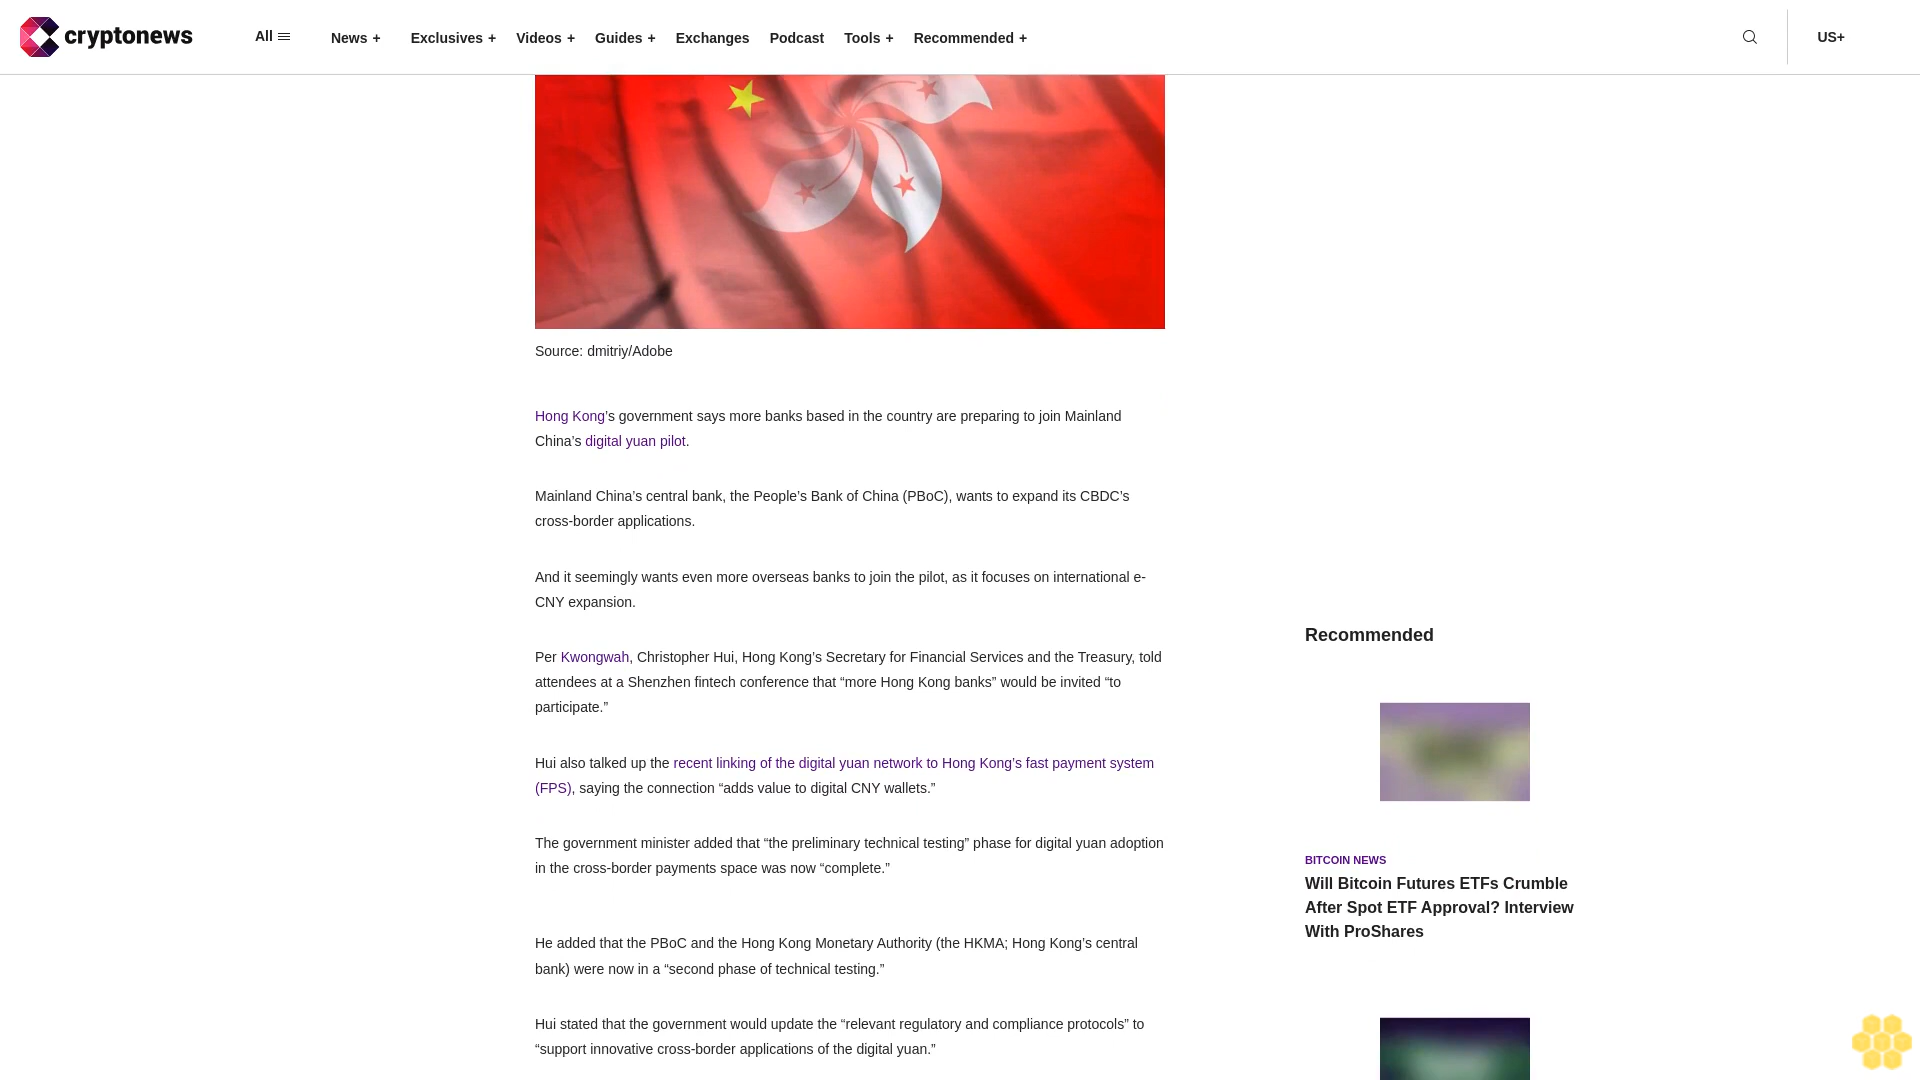 cryptonews
All
News +
Exclusives +
Videos +
Guides +
Exchanges
Podcast
Tools +
Recommended +
US+
Source: dmitriy/Adobe
Hong Kong’s government says more banks based in the country are preparing to join Mainland
China’s digital yuan pilot.
Mainland China’s central bank, the People’s Bank of China (PBoC), wants to expand its CBDC’s
cross-border applications.
And it seemingly wants even more overseas banks to join the pilot, as it focuses on international e-
CNY expansion.
Per Kwongwah, Christopher Hui, Hong Kong’s Secretary for Financial Services and the Treasury, told
attendees at a Shenzhen fintech conference that “more Hong Kong banks” would be invited “to
participate.”
Hui also talked up the recent linking of the digital yuan network to Hong Kong’s fast payment system
(FPS), saying the connection “adds value to digital CNY wallets.”
The government minister added that “the preliminary technical testing” phase for digital yuan adoption
in the cross-border payments space was now “complete.”
He added that the PBoC and the Hong Kong Monetary Authority (the HKMA; Hong Kong’s central
bank) were now in a “second phase of technical testing.”
Hui stated that the government would update the “relevant regulatory and compliance protocols” to
“support innovative cross-border applications of the digital yuan.”
Recommended
BITCOIN NEWS
Will Bitcoin Futures ETFs Crumble
After Spot ETF Approval? Interview
With ProShares